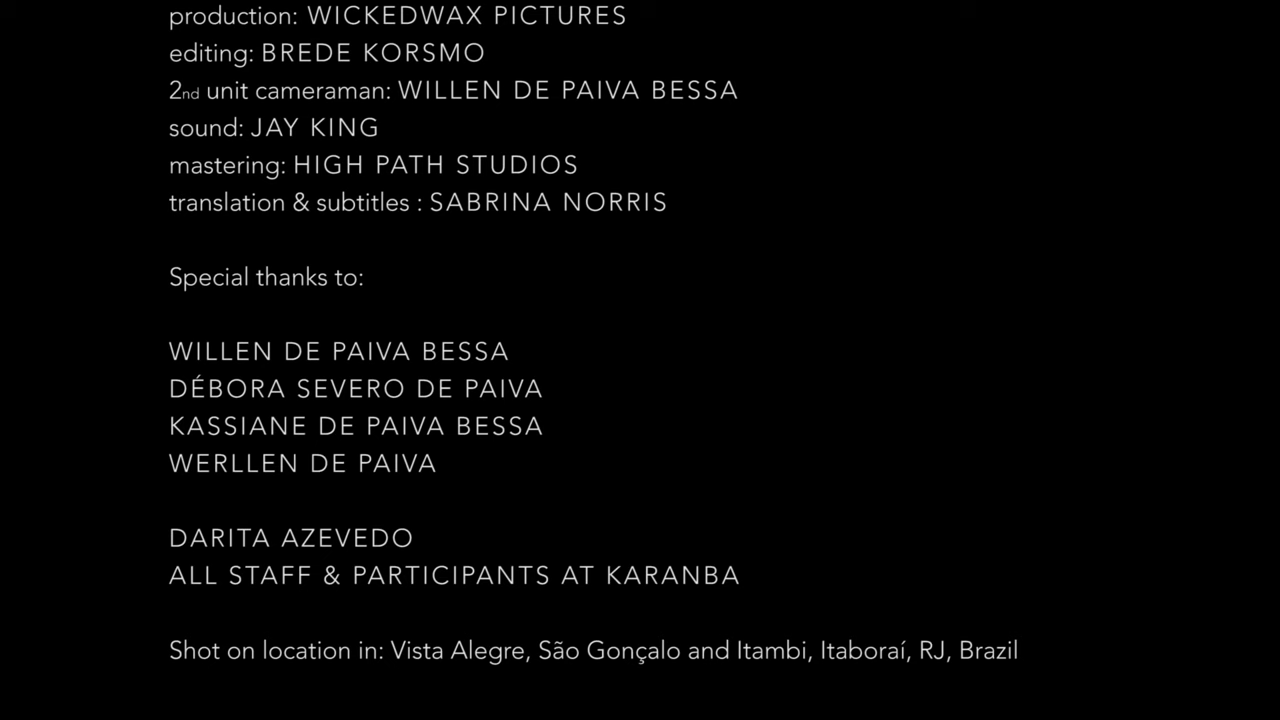 production: WICKEDWAX PICTURES
editing: BREDE KORSMO
2nd unit cameraman: WILLEN DE PAIVA BESSA
sound: JAY KING
mastering: HIGH PATH STUDIOS
translation & subtitles : SABRINA NORRIS
Special thanks to:
WILLEN DE PAIVA BESSA
DÉBORA SEVERO DE PAIVA
KASSIANE DE PAIVA BESSA
WERLLEN DE PAIVA
DARITA AZEVEDO
ALL STAFF & PARTICIPANTS AT KARANBA
Shot on location in: Vista Alegre, São Gonçalo and Itambi, Itaboraí, RJ, Brazil